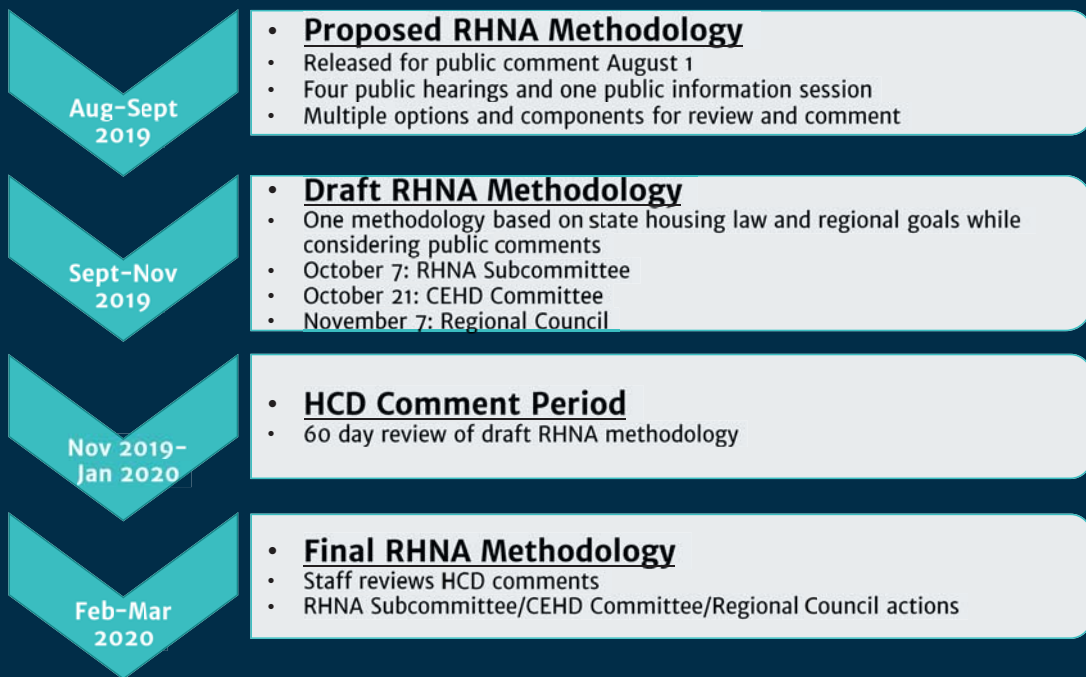 Aug-Sept
2019
• Proposed RHNA Methodology
• Released for public comment August 1
• Four public hearings and one public information session
• Multiple options and components for review and comment
Sept-Nov
2019
• Draft RHNA Methodology
• One methodology based on state housing law and regional goals while
considering public comments
• October 7: RHNA Subcommittee
• October 21: CEHD Committee
• November 7: Regional Council
Nov 2019-
Jan 2020
• HCD Comment Period
• 60 day review of draft RHNA methodology
Feb-Mar
2020
• Final RHNA Methodology
• Staff reviews HCD comments
• RHNA Subcommittee/CEHD Committee/Regional Council actions